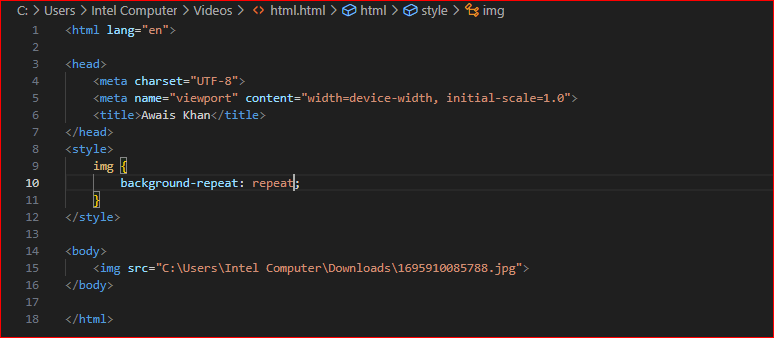 C: > Users > Intel Computer > Videos > <> html.html > html > style > img
1 <html lang="en">
2
3 <head>
4     <meta charset="UTF-8">
5     <meta name="viewport" content="width=device-width, initial-scale=1.0">
6     <title>Awais Khan</title>
7 </head>
8 <style>
9     img {
10         background-repeat: repeat;
11     }
12 </style>
13
14 <body>
15     <img src="C:\Users\Intel Computer\Downloads\1695910085788.jpg">
16 </body>
17
18 </html>